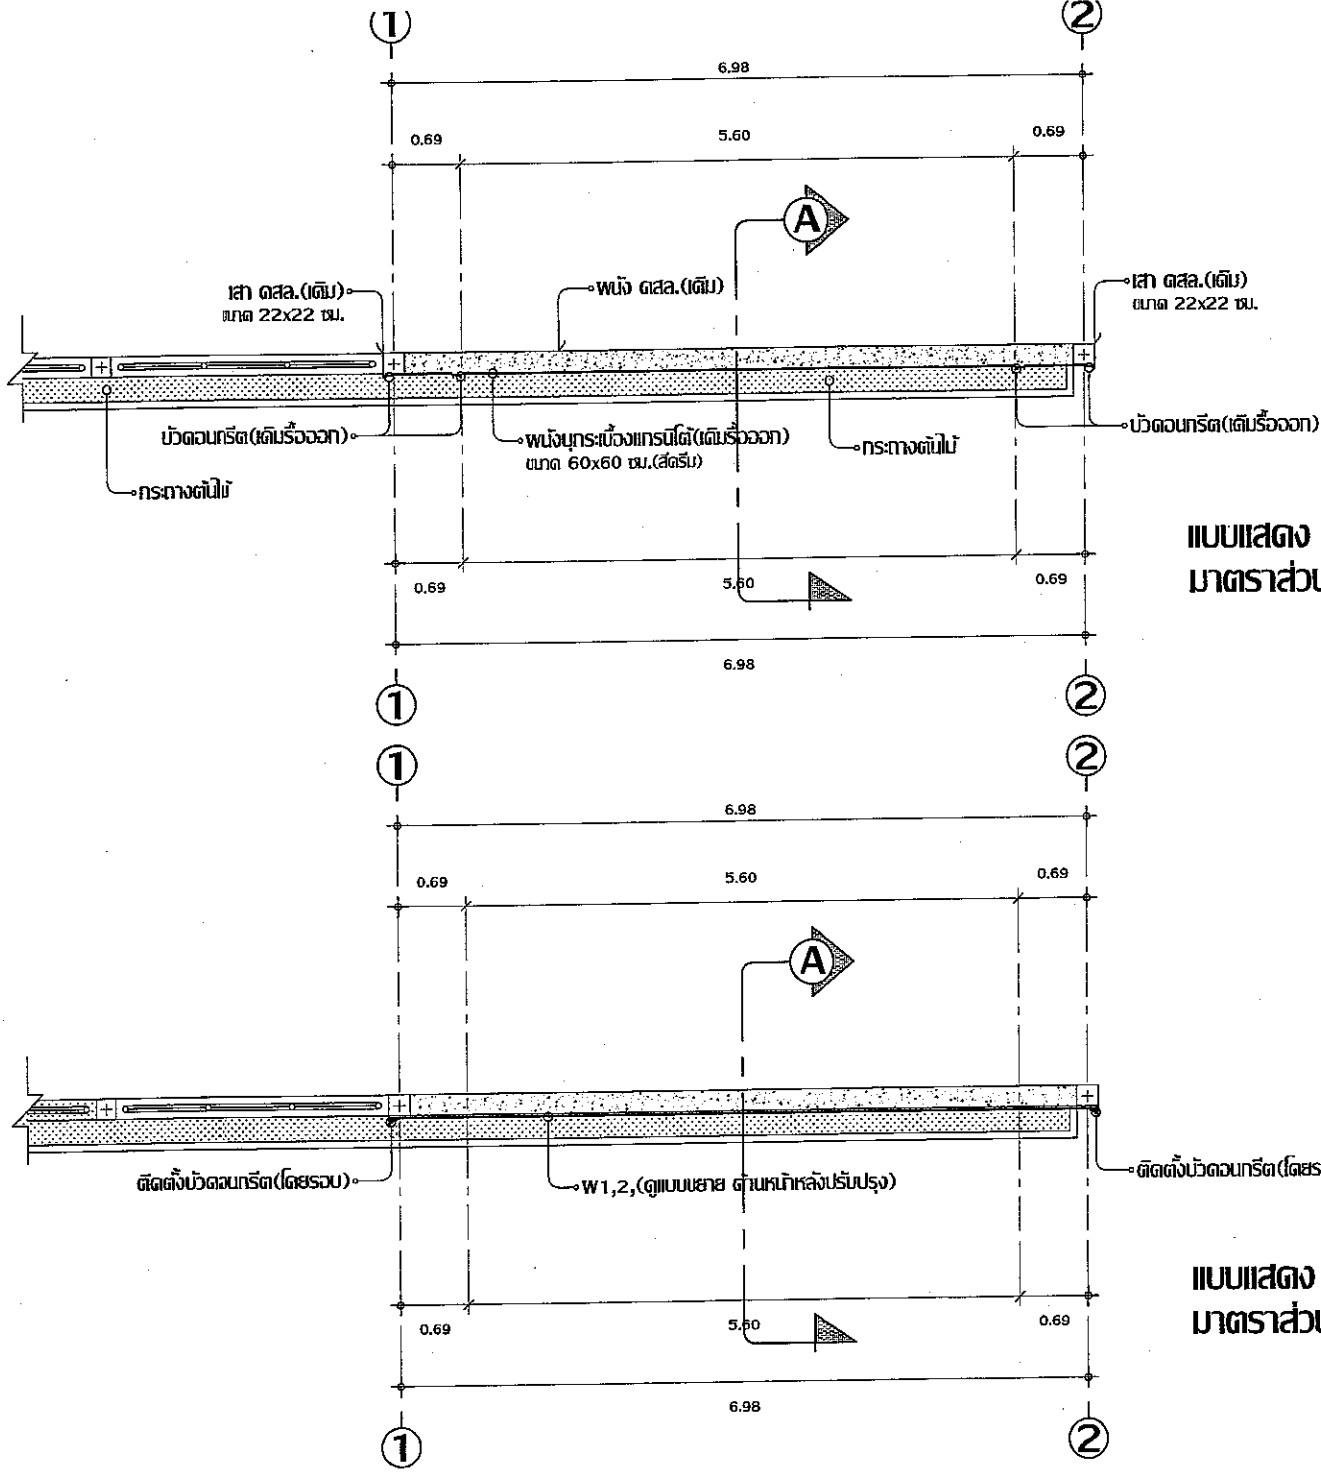 1
2
6.98
0.69
5.60
0.69
A
เสา คสล.(เดิม)
ขนาด 22x22 ซม.
ผนัง คสล.(เดิม)
เสา คสล.(เดิม)
ขนาด 22x22 ซม.
บัวคอนกรีต(เดิมรื้อออก)
ผนังบุกระเบื้องแกรนิโต้(เดิมรื้อออก)
ขนาด 60x60 ซม.(สีครีม)
กระถางต้นไม้
บัวคอนกรีต(เดิมรื้อออก)
กระถางต้นไม้
แบบแสดง
มาตราส่วน
0.69
5.60
0.69
6.98
1
2
1
2
6.98
0.69
5.60
0.69
A
ติดตั้งบัวคอนกรีต(โดยรอบ)
W1,2,(ดูแบบขยาย ด้านหน้าหลังปรับปรุง)
ติดตั้งบัวคอนกรีต(โดยร
แบบแสดง
มาตราส่วน
0.69
5.60
0.69
6.98
1
2